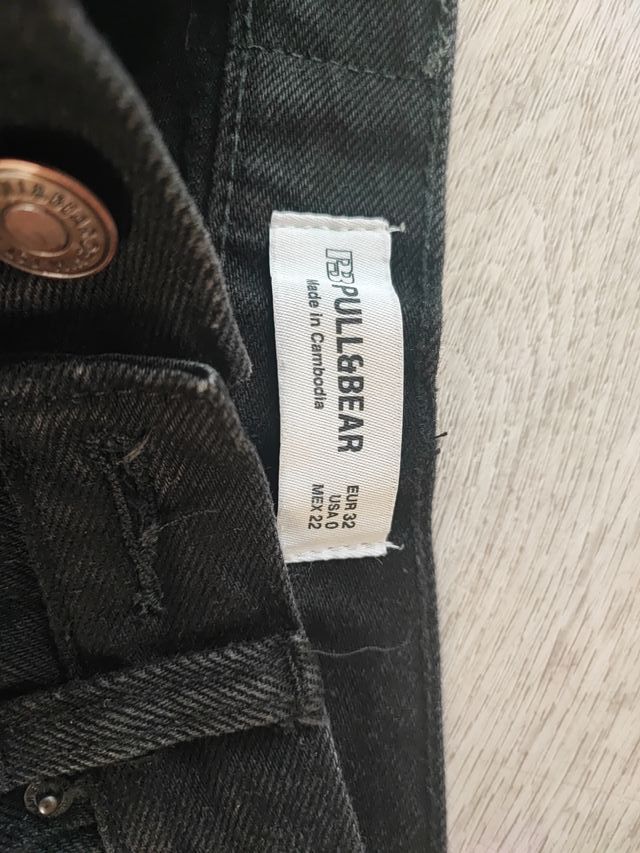 PULL&BEAR
Made in Cambodia
EUR 32
USA 0
MEX 22